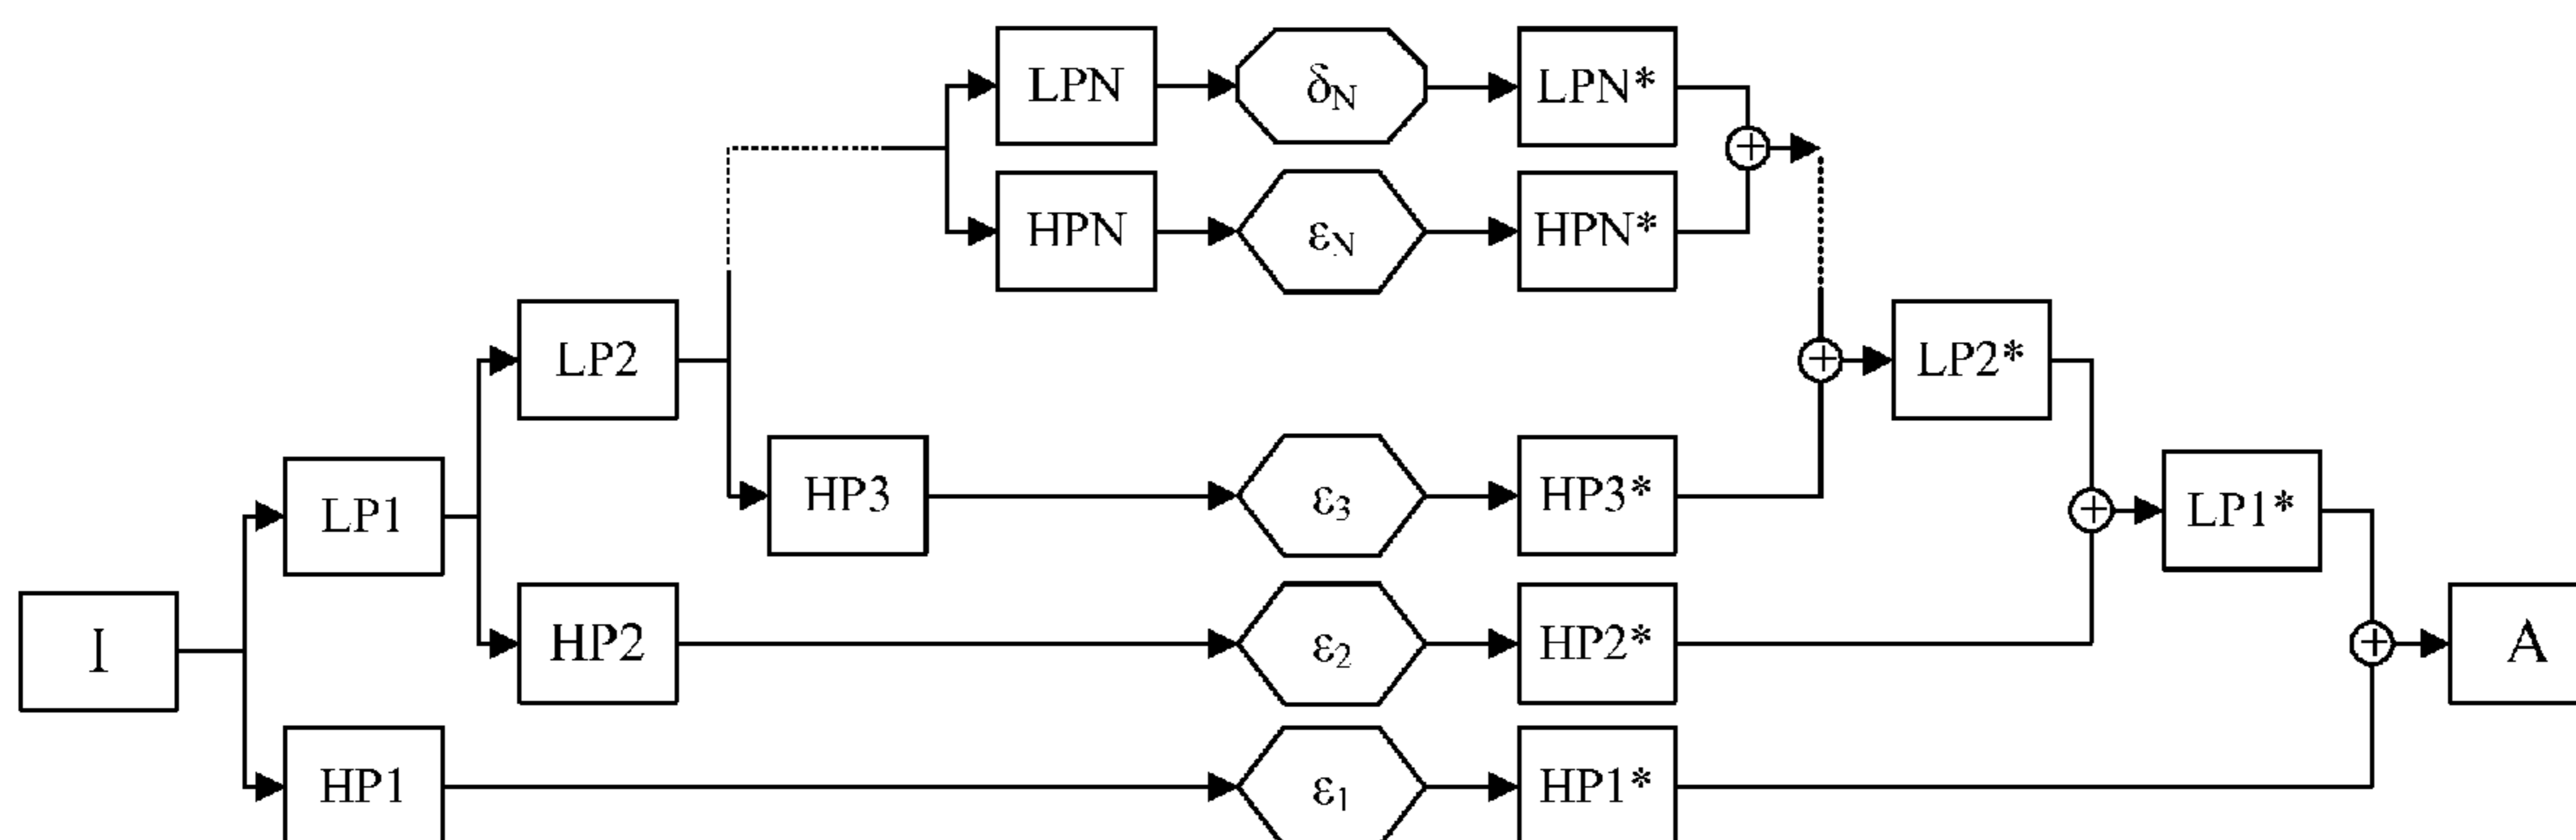 LPN δN LPN*
+
HPN εN HPN*
LP2 + LP2*
LP1 HP3 ε3 HP3* + LP1*
I HP2 ε2 HP2* + A
HP1 ε1 HP1*